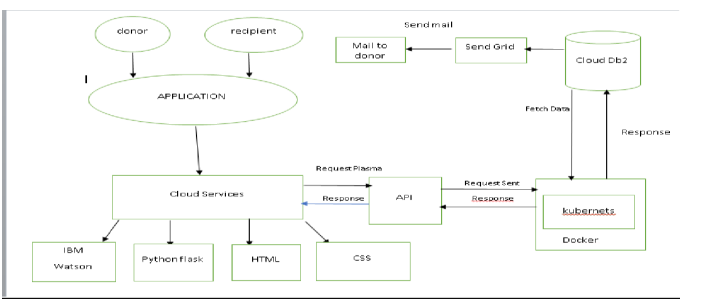 Send mail
donor
recipient
Mail to
donor
Send Grid
Cloud Db2
APPLICATION
Fetch Data
Response
Request Plasma
Cloud Services
Response
API
Request Sent
Response
kubernets
Docker
IBM
Watson
Python flask
HTML
CSS